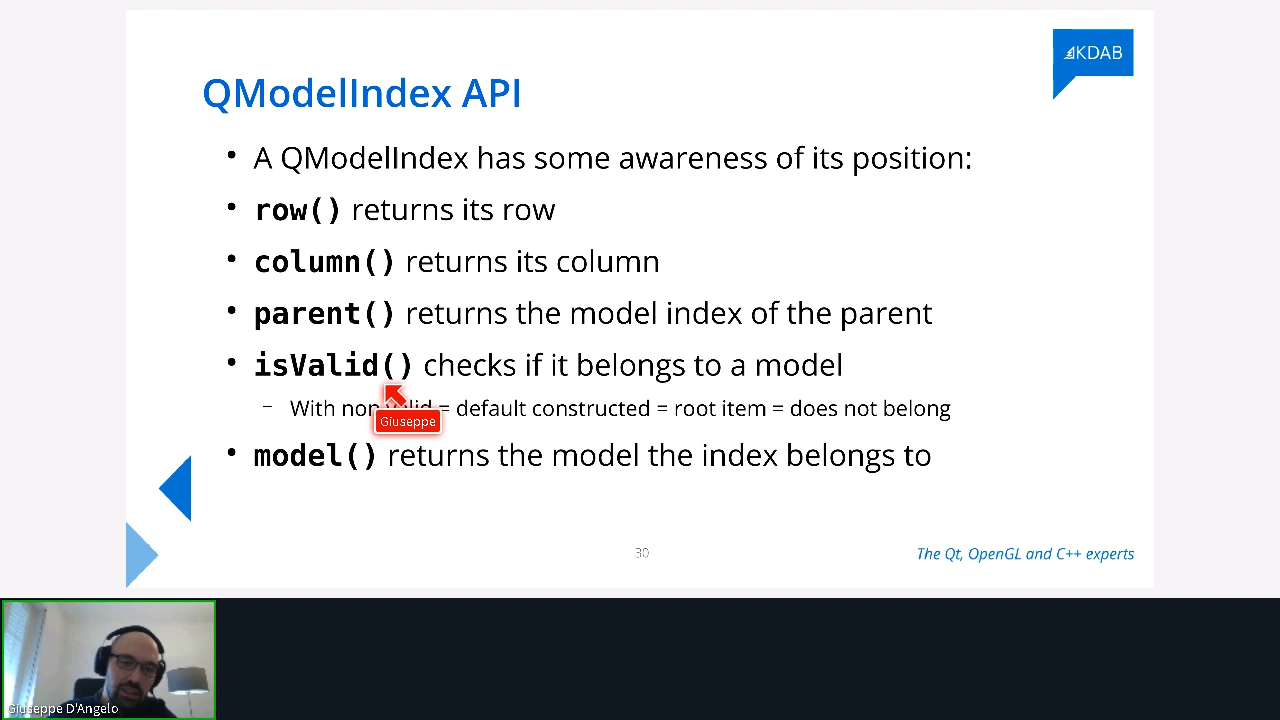 KDAB
QModelIndex API
• A QModelIndex has some awareness of its position:
• row() returns its row
• column() returns its column
• parent() returns the model index of the parent
• isValid() checks if it belongs to a model
– With non valid = default constructed = root item = does not belong
Giuseppe
• model() returns the model the index belongs to
30
The Qt, OpenGL and C++ experts
Giuseppe D'Angelo